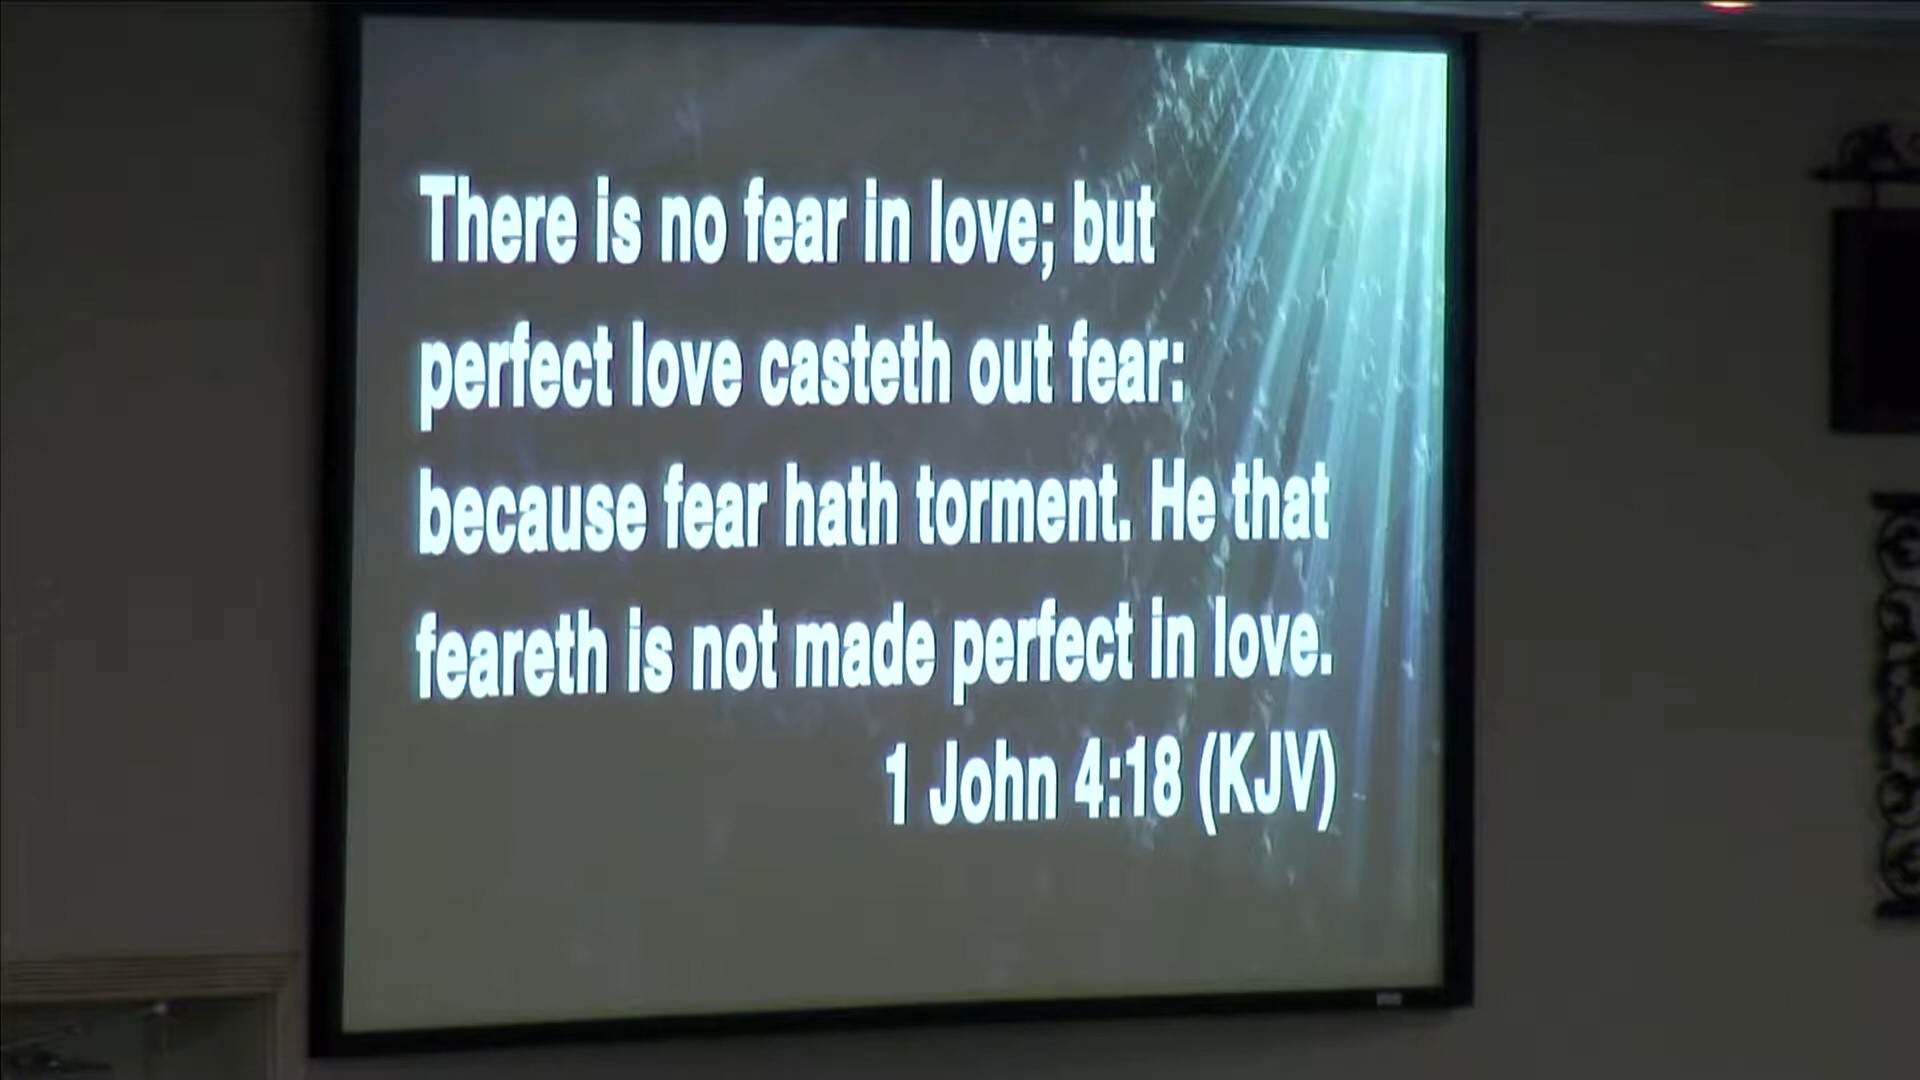 There is no fear in love; but
perfect love casteth out fear:
because fear hath torment. He that
feareth is not made perfect in love.
1 John 4:18 (KJV)